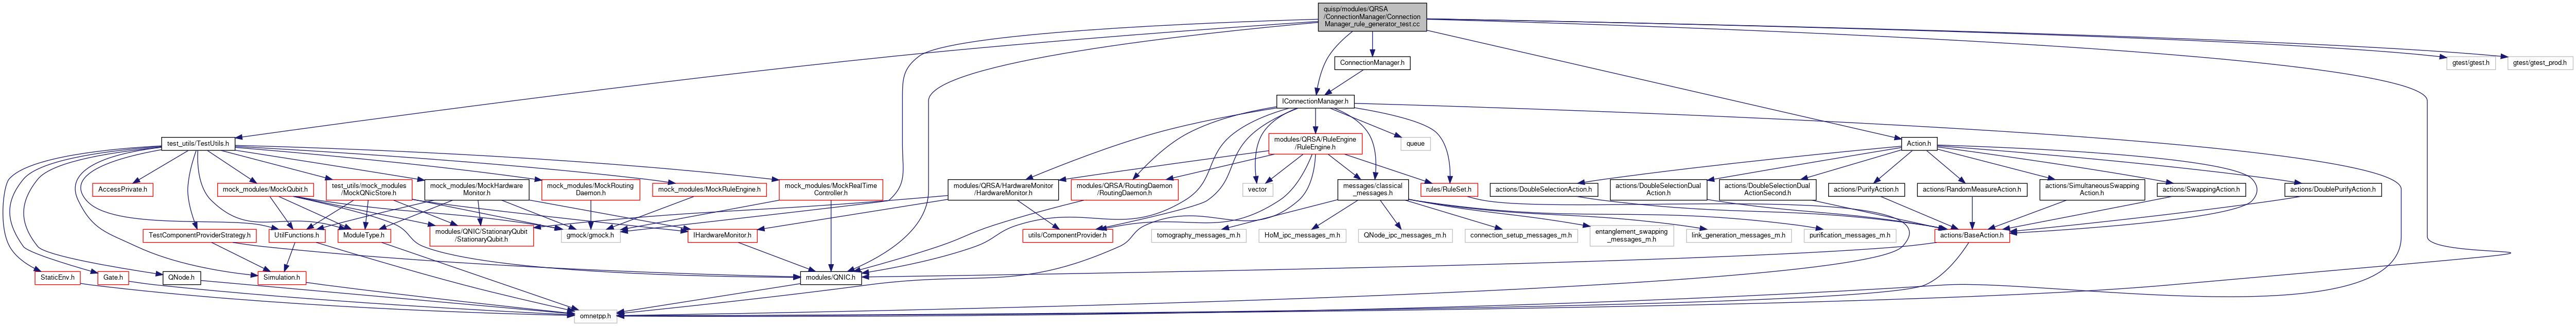 quisp/modules/QRSA
/ConnectionManager/Connection
Manager_rule_generator_test.cc
ConnectionManager.h
gtest/gtest.h
gtest/gtest_prod.h
IConnectionManager.h
test_utils/TestUtils.h
modules/QRSA/RuleEngine
/RuleEngine.h
queue
Action.h
AccessPrivate.h
mock_modules/MockQubit.h
test_utils/mock_modules
/MockQNicStore.h
mock_modules/MockHardware
Monitor.h
mock_modules/MockRouting
Daemon.h
mock_modules/MockRuleEngine.h
mock_modules/MockRealTime
Controller.h
modules/QRSA/HardwareMonitor
/HardwareMonitor.h
modules/QRSA/RoutingDaemon
/RoutingDaemon.h
vector
messages/classical
_messages.h
rules/RuleSet.h
actions/DoubleSelectionAction.h
actions/DoubleSelectionDual
Action.h
actions/DoubleSelectionDual
ActionSecond.h
actions/PurifyAction.h
actions/RandomMeasureAction.h
actions/SimultaneousSwapping
Action.h
actions/SwappingAction.h
actions/DoublePurifyAction.h
TestComponentProviderStrategy.h
UtilFunctions.h
ModuleType.h
modules/QNIC/StationaryQubit
/StationaryQubit.h
gmock/gmock.h
IHardwareMonitor.h
utils/ComponentProvider.h
tomography_messages_m.h
HoM_ipc_messages_m.h
QNode_ipc_messages_m.h
connection_setup_messages_m.h
entanglement_swapping
_messages_m.h
link_generation_messages_m.h
purification_messages_m.h
actions/BaseAction.h
StaticEnv.h
Gate.h
QNode.h
Simulation.h
modules/QNIC.h
omnetpp.h